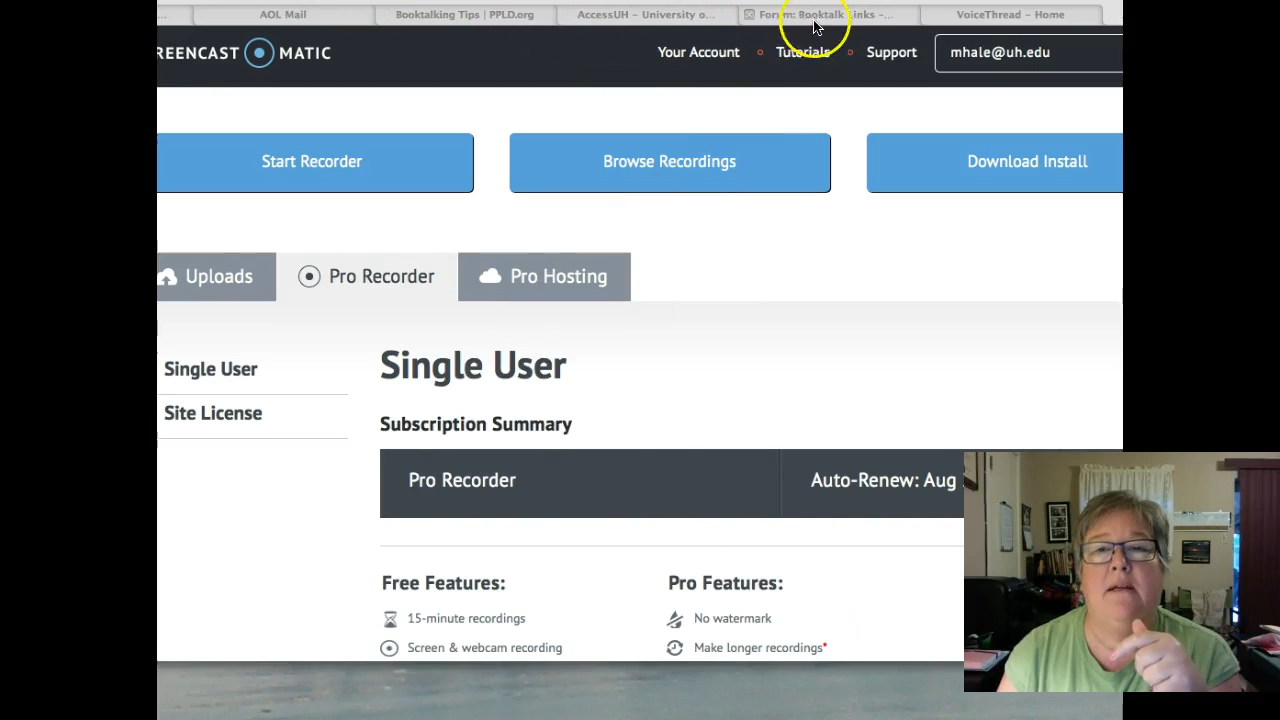 ... AOL Mail Booktalking Tips | PPLD.org AccessUH – University o... Forum: Booktalk Links –... VoiceThread – Home
REENCAST MATIC Your Account Tutorials Support mhale@uh.edu
Start Recorder Browse Recordings Download Install
Uploads Pro Recorder Pro Hosting
Single User
Single User
Site License
Subscription Summary
Pro Recorder Auto-Renew: Aug
Free Features: Pro Features:
15-minute recordings No watermark
Screen & webcam recording Make longer recordings*